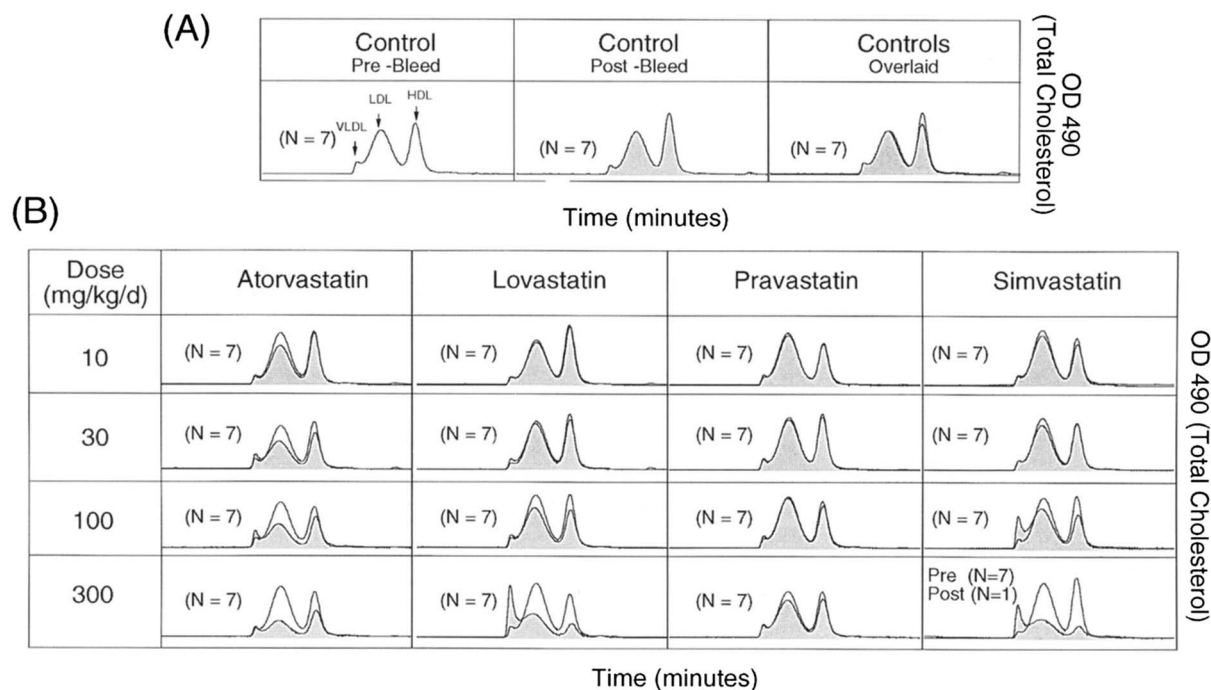 (A)
Control
Pre -Bleed
Control
Post -Bleed
Controls
Overlaid
(N = 7)
VLDL
LDL
HDL
(N = 7)
(N = 7)
OD 490
(Total Cholesterol)
Time (minutes)
(B)
Dose
(mg/kg/d)
Atorvastatin
Lovastatin
Pravastatin
Simvastatin
10
(N = 7)
(N = 7)
(N = 7)
(N = 7)
30
(N = 7)
(N = 7)
(N = 7)
(N = 7)
100
(N = 7)
(N = 7)
(N = 7)
(N = 7)
300
(N = 7)
(N = 7)
(N = 7)
Pre (N=7)
Post (N=1)
OD 490 (Total Cholesterol)
Time (minutes)